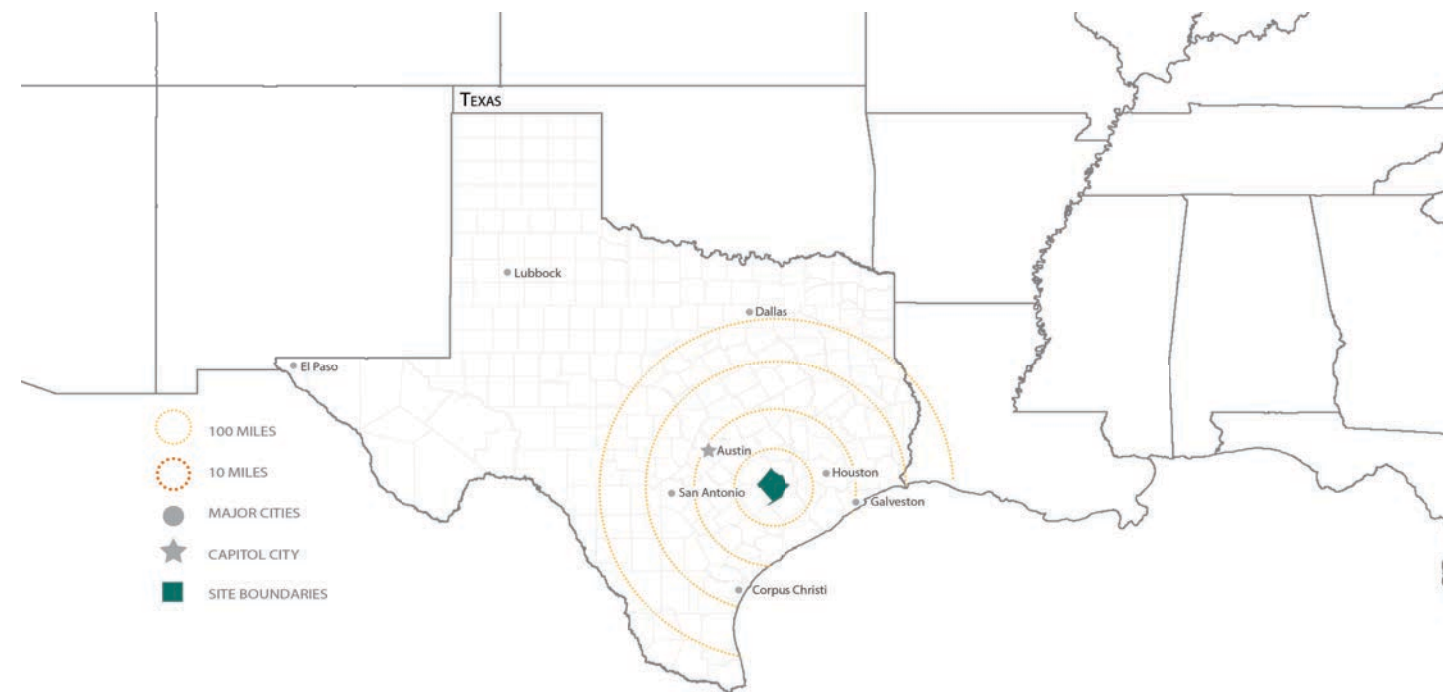 TEXAS
Lubbock
Dallas
El Paso
Austin
Houston
San Antonio
Galveston
Corpus Christi
100 MILES
10 MILES
MAJOR CITIES
CAPITOL CITY
SITE BOUNDARIES